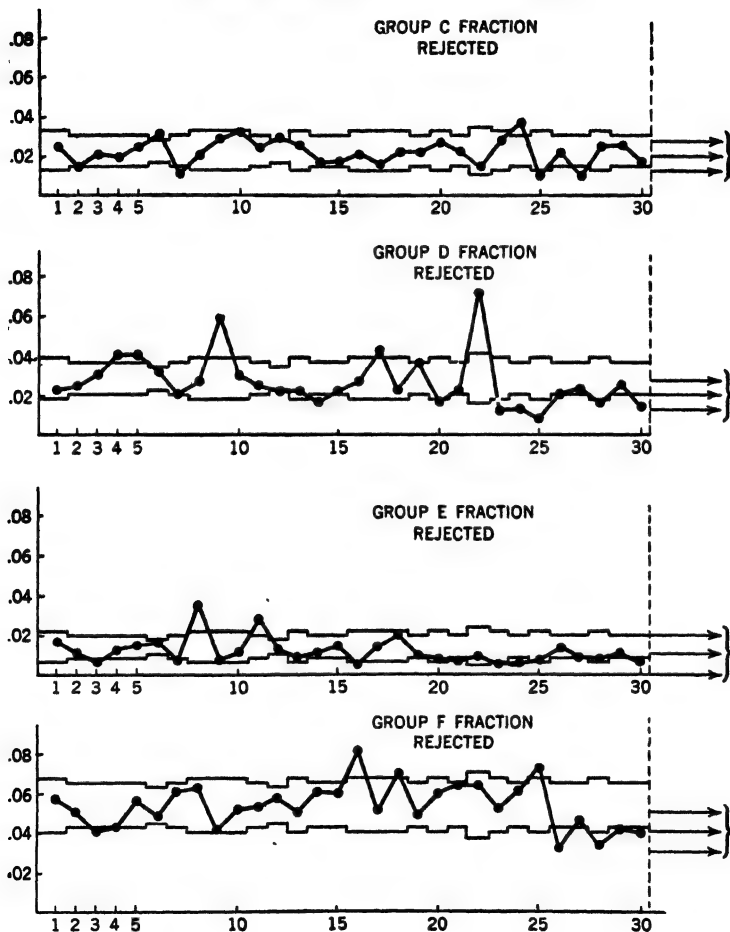 GROUP C FRACTION
REJECTED
.08
.06
.04
.02
1 2 3 4 5 10 15 20 25 30
GROUP D FRACTION
REJECTED
.08
.06
.04
.02
1 2 3 4 5 10 15 20 25 30
GROUP E FRACTION
REJECTED
.08
.06
.04
.02
1 2 3 4 5 10 15 20 25 30
GROUP F FRACTION
REJECTED
.08
.06
.04
.02
1 2 3 4 5 10 15 20 25 30